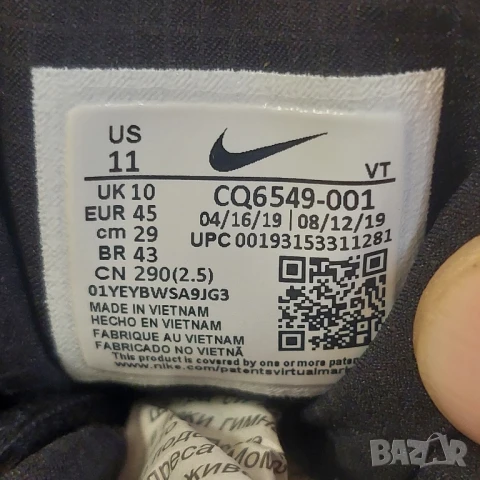 US
11
VT
UK 10
EUR 45
cm 29
BR 43
CN 290(2.5)
01YEYBWSA9JG3
CQ6549-001
04/16/19 08/12/19
UPC 00193153311281
MADE IN VIETNAM
HECHO EN VIETNAM
FABRIQUÉ AU VIETNAM
FABRICADO NO VIETNÃ
This product is covered by one or more
www.nike.com/patents
BAZAR